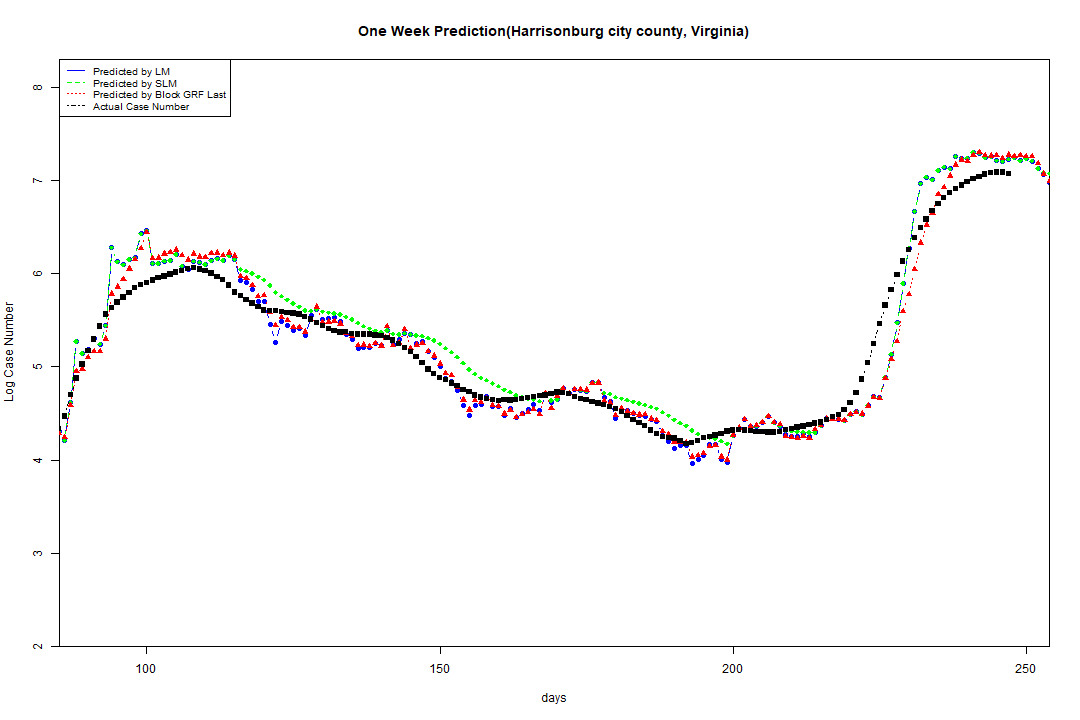 One Week Prediction(Harrisonburg city county, Virginia)
Predicted by LM
Predicted by SLM
Predicted by Block GRF Last
Actual Case Number
Log Case Number
8
7
6
5
4
3
2
100 150 200 250
days